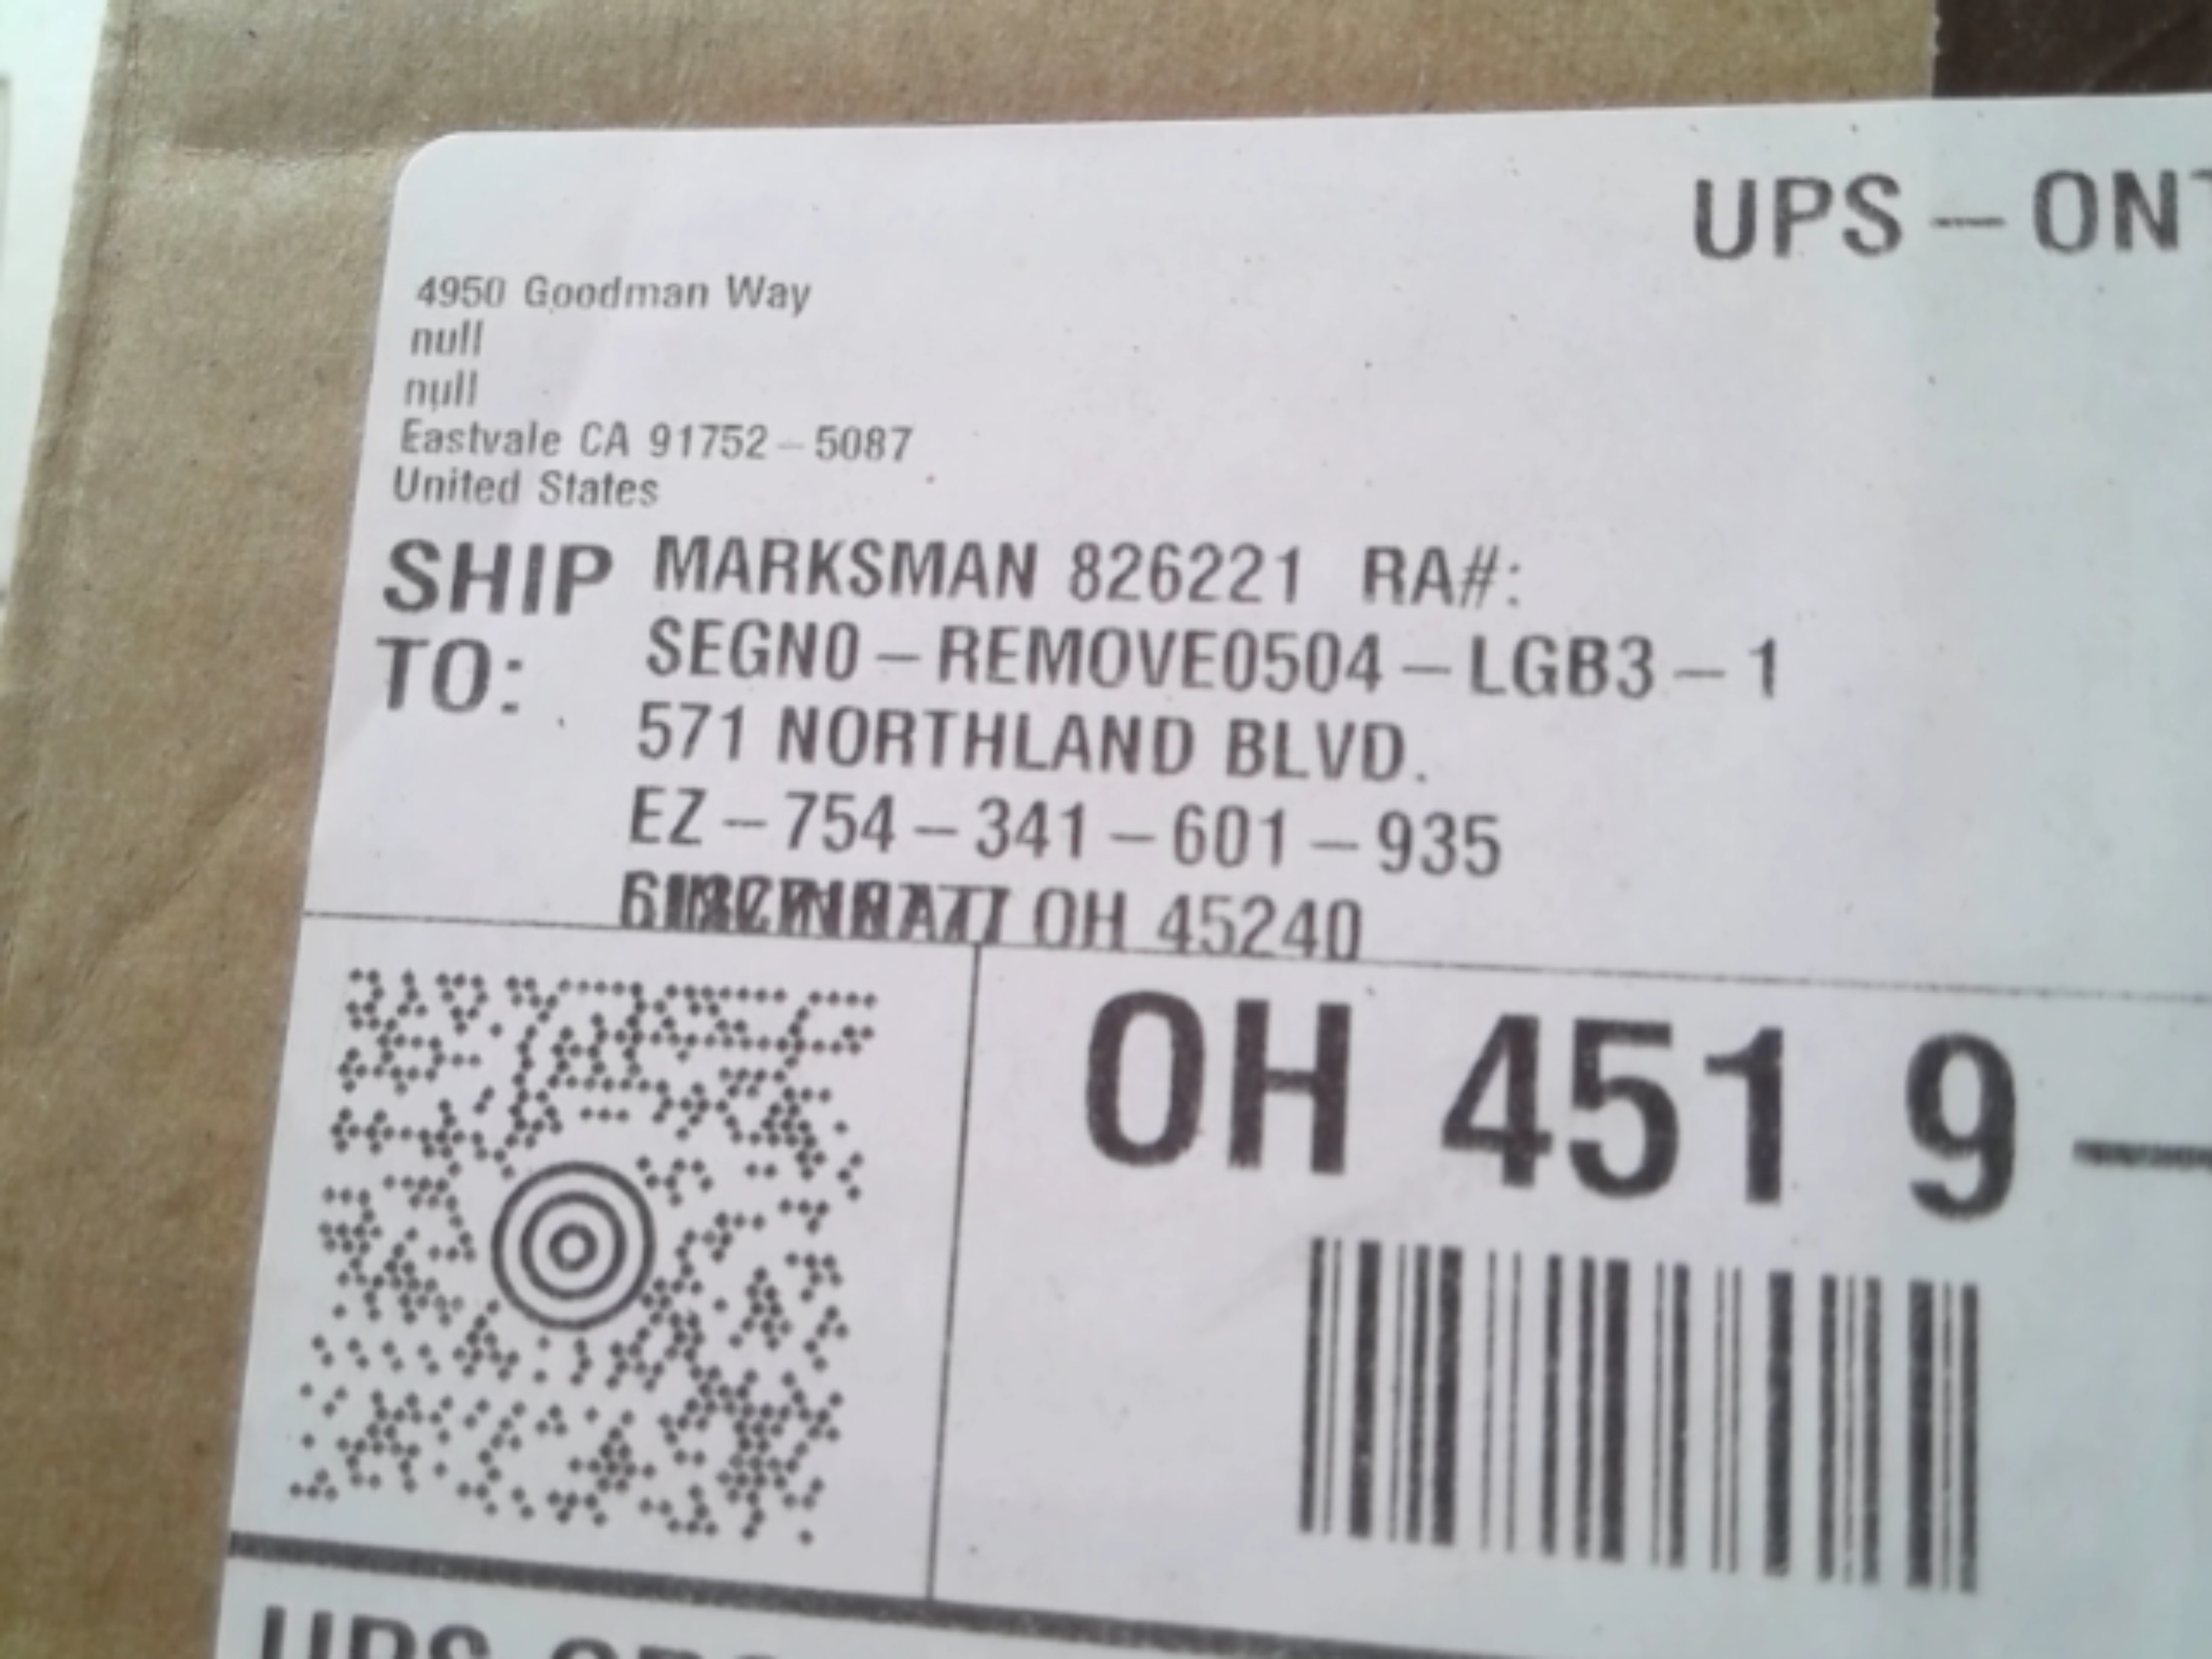 UPS - ONT
4950 Goodman Way
null
null
Eastvale CA 91752-5087
United States
SHIP TO:
MARKSMAN 826221 RA#:
SEGN0-REMOVE0504-LGB3-1
571 NORTHLAND BLVD.
EZ-754-341-601-935
OH 45240
OH 451 9-
UPS